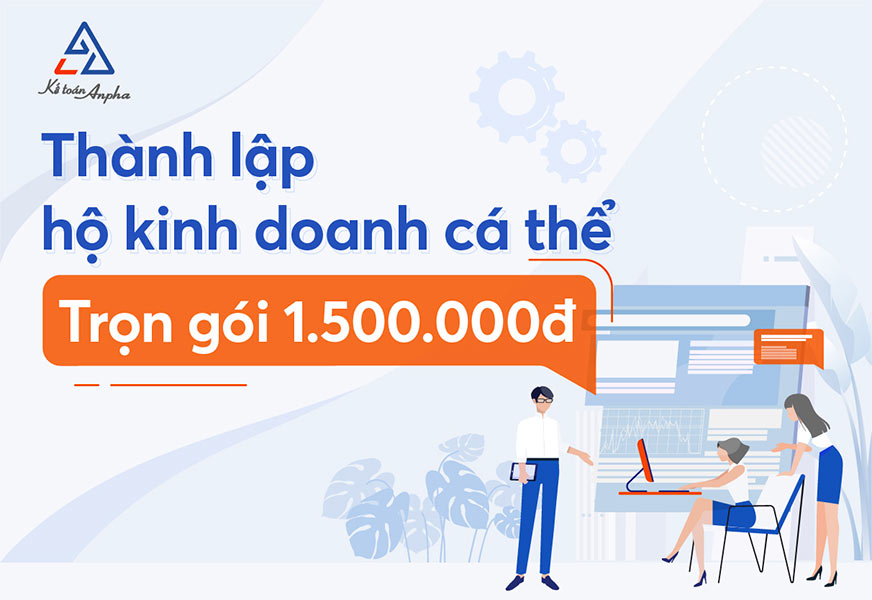 Kế toán Anpha
Thành lập
hộ kinh doanh cá thể
Trọn gói 1.500.000đ